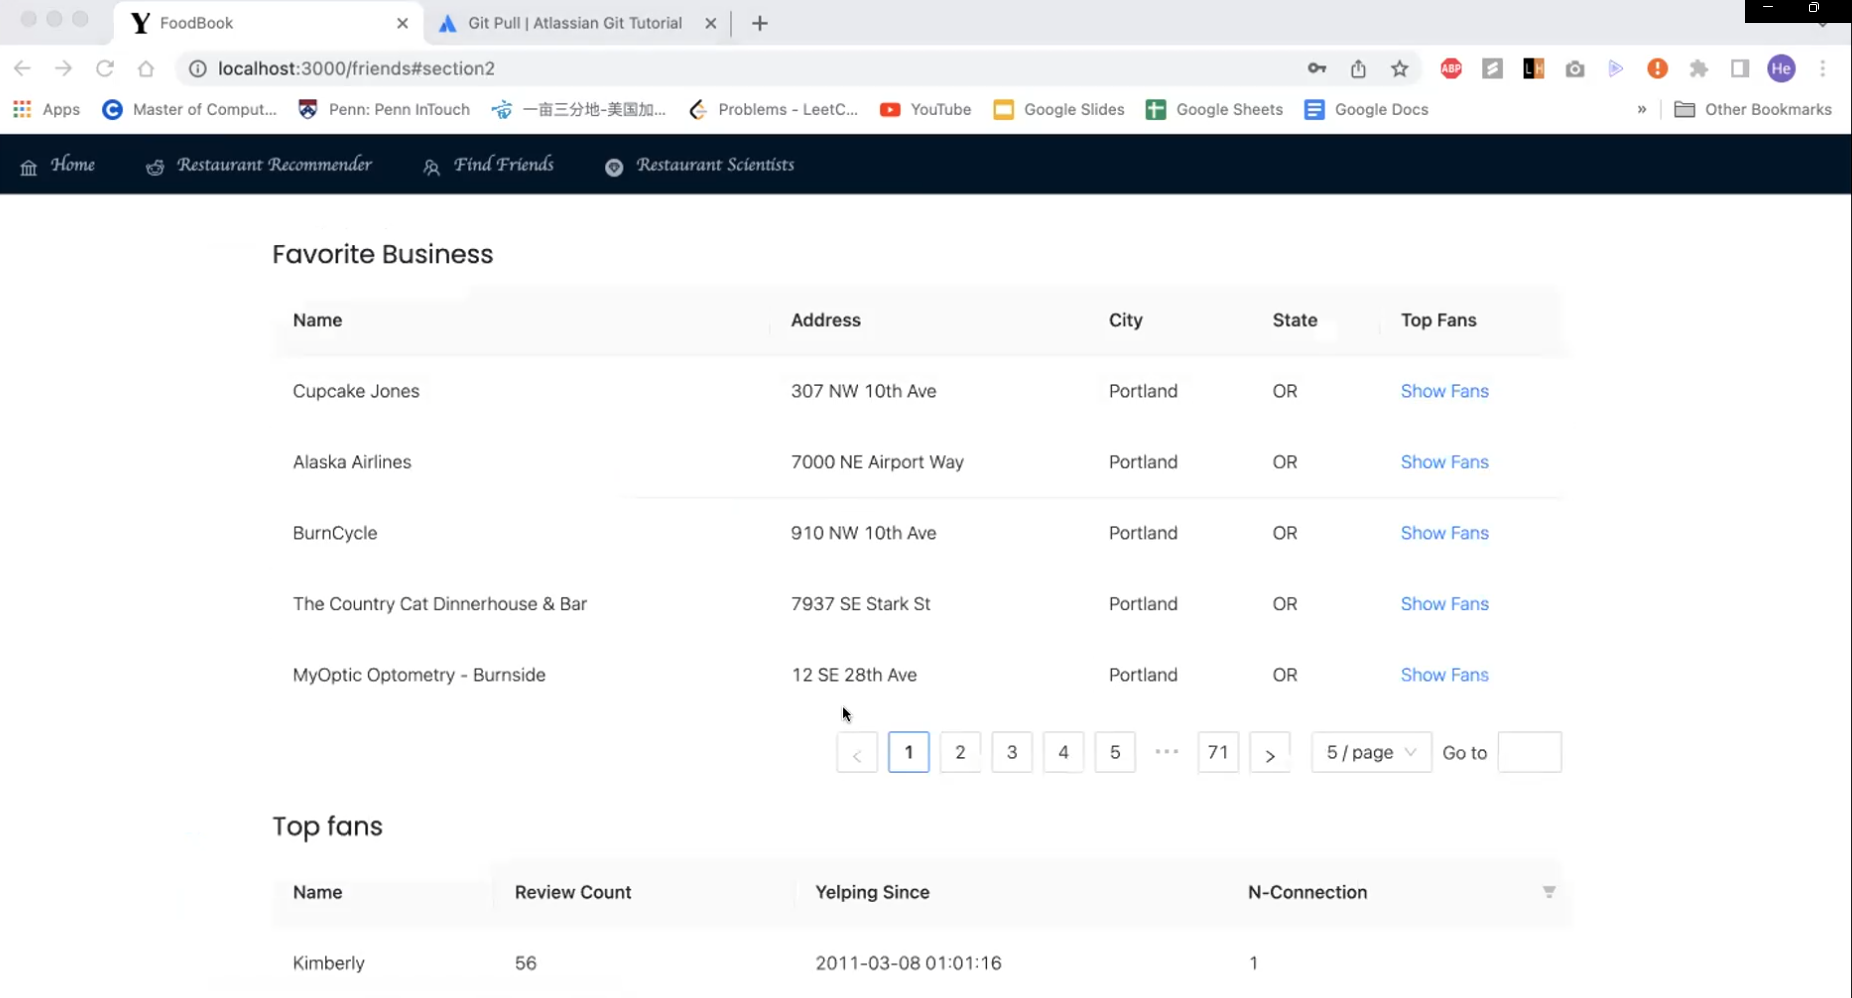 FoodBook
Git Pull | Atlassian Git Tutorial
localhost:3000/friends#section2
ABP
LH
He
Apps
Master of Comput...
Penn: Penn InTouch
一亩三分地-美国加...
Problems - LeetC...
YouTube
Google Slides
Google Sheets
Google Docs
»
Other Bookmarks
Home
Restaurant Recommender
Find Friends
Restaurant Scientists
Favorite Business
Name Address City State Top Fans
Cupcake Jones 307 NW 10th Ave Portland OR Show Fans
Alaska Airlines 7000 NE Airport Way Portland OR Show Fans
BurnCycle 910 NW 10th Ave Portland OR Show Fans
The Country Cat Dinnerhouse & Bar 7937 SE Stark St Portland OR Show Fans
MyOptic Optometry - Burnside 12 SE 28th Ave Portland OR Show Fans
< 1 2 3 4 5 ••• 71 > 5 / page Go to
Top fans
Name Review Count Yelping Since N-Connection
Kimberly 56 2011-03-08 01:01:16 1